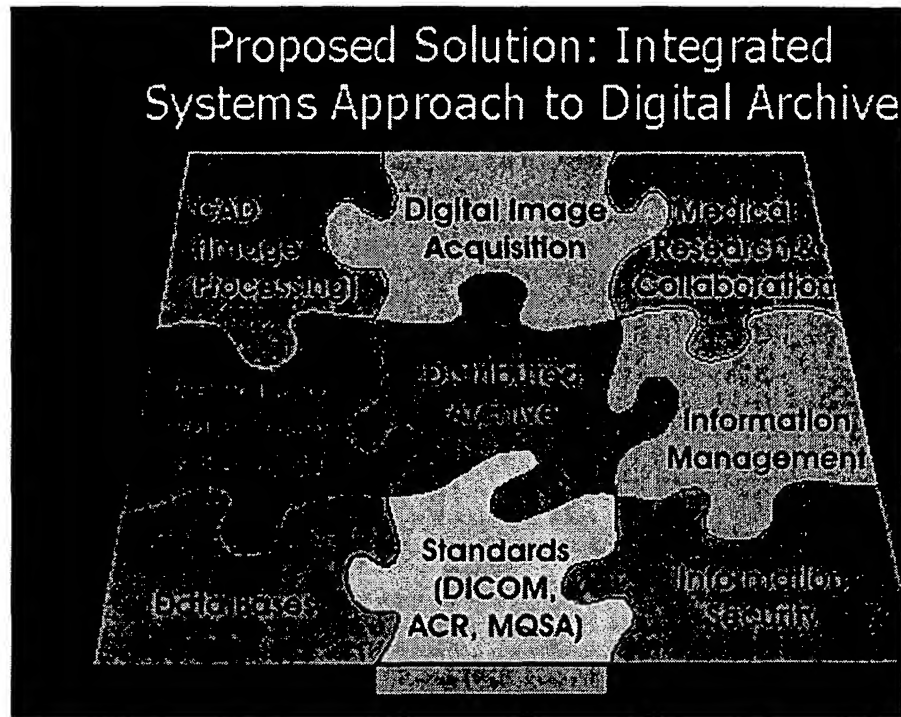 Proposed Solution: Integrated
Systems Approach to Digital Archive
CAD
(Image
Processing)
Digital Image
Acquisition
Medical
Research &
Collaboration
Distributed
Archive
Information
Management
Databases
Standards
(DICOM,
ACR, MQSA)
Information
Security